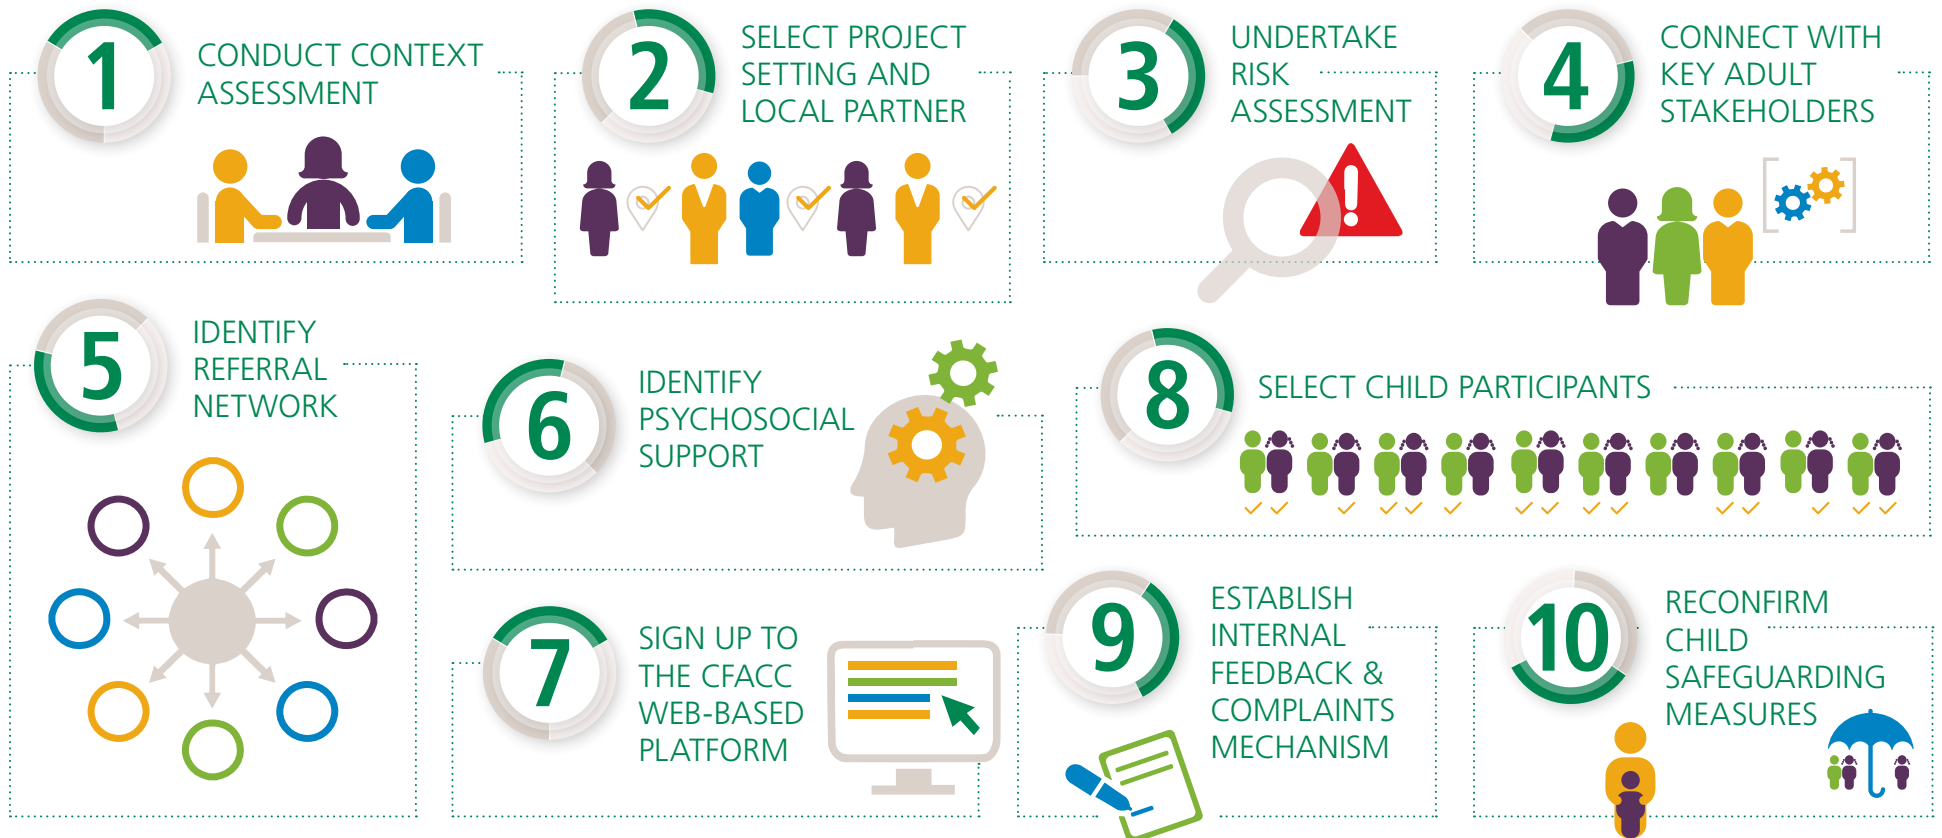 1
CONDUCT CONTEXT
ASSESSMENT
2
SELECT PROJECT
SETTING AND
LOCAL PARTNER
3
UNDERTAKE
RISK
ASSESSMENT
4
CONNECT WITH
KEY ADULT
STAKEHOLDERS
5
IDENTIFY
REFERRAL
NETWORK
6
IDENTIFY
PSYCHOSOCIAL
SUPPORT
7
SIGN UP TO
THE CFACC
WEB-BASED
PLATFORM
8
SELECT CHILD PARTICIPANTS
9
ESTABLISH
INTERNAL
FEEDBACK &
COMPLAINTS
MECHANISM
10
RECONFIRM
CHILD
SAFEGUARDING
MEASURES